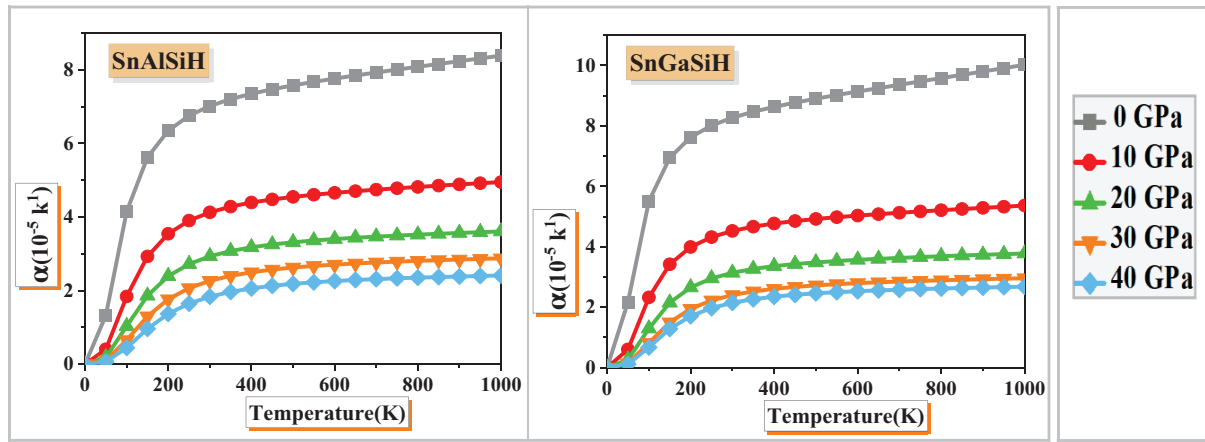 SnAlSiH
α(10⁻⁵ k¹)
8
6
4
2
0
0 200 400 600 800 1000
Temperature(K)
SnGaSiH
α(10⁻⁵ k¹)
10
8
6
4
2
0
0 200 400 600 800 1000
Temperature(K)
0 GPa
10 GPa
20 GPa
30 GPa
40 GPa